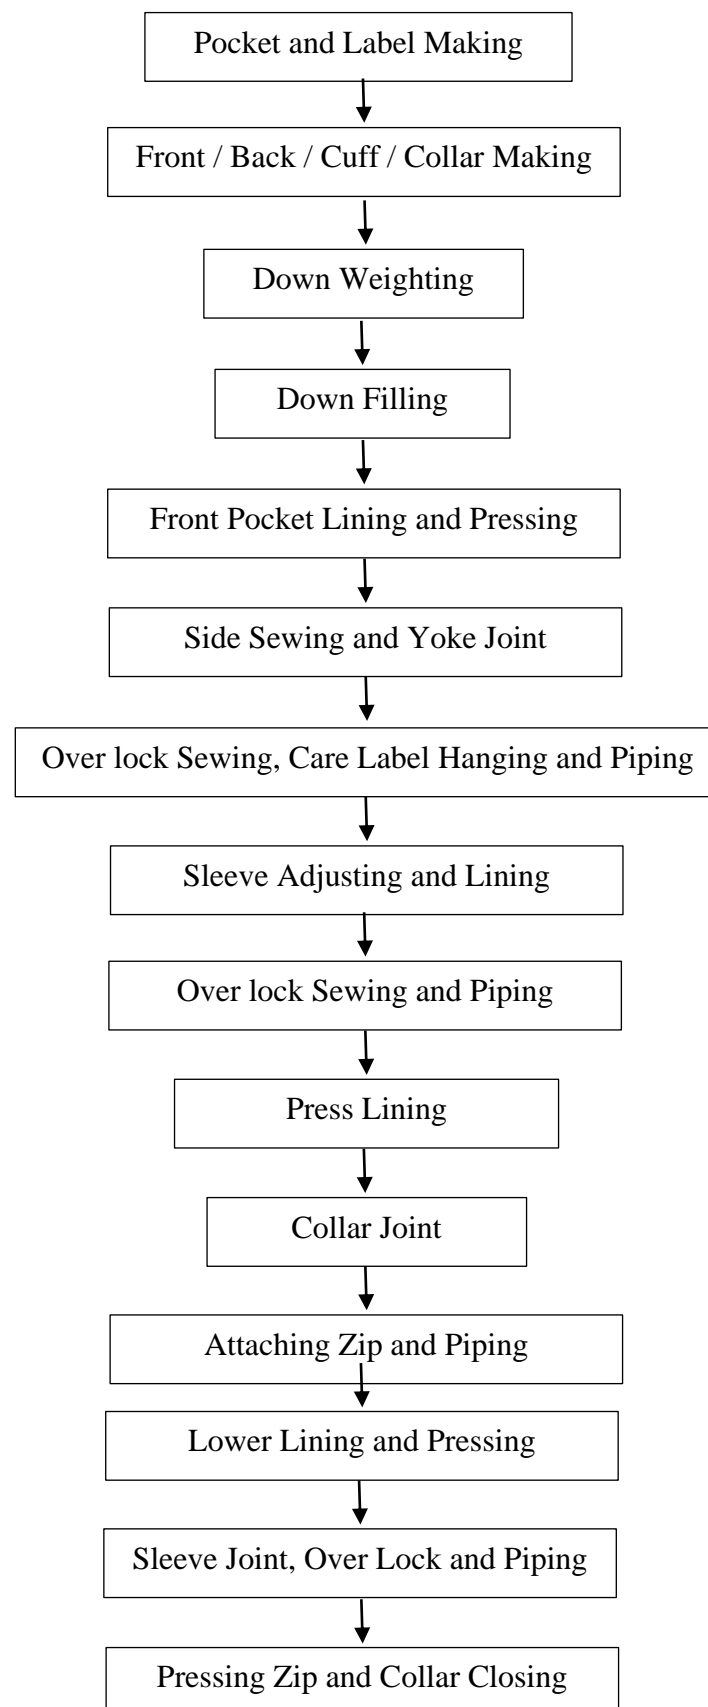 Pocket and Label Making
Front / Back / Cuff / Collar Making
Down Weighting
Down Filling
Front Pocket Lining and Pressing
Side Sewing and Yoke Joint
Over lock Sewing, Care Label Hanging and Piping
Sleeve Adjusting and Lining
Over lock Sewing and Piping
Press Lining
Collar Joint
Attaching Zip and Piping
Lower Lining and Pressing
Sleeve Joint, Over Lock and Piping
Pressing Zip and Collar Closing